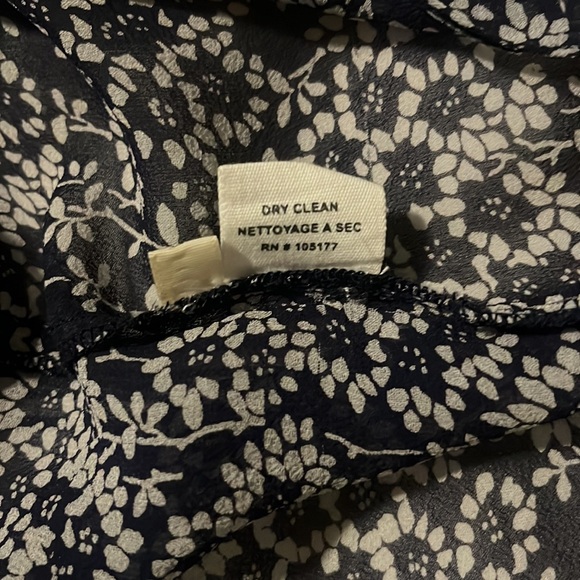 DRY CLEAN
NETTOYAGE A SEC
RN # 105177